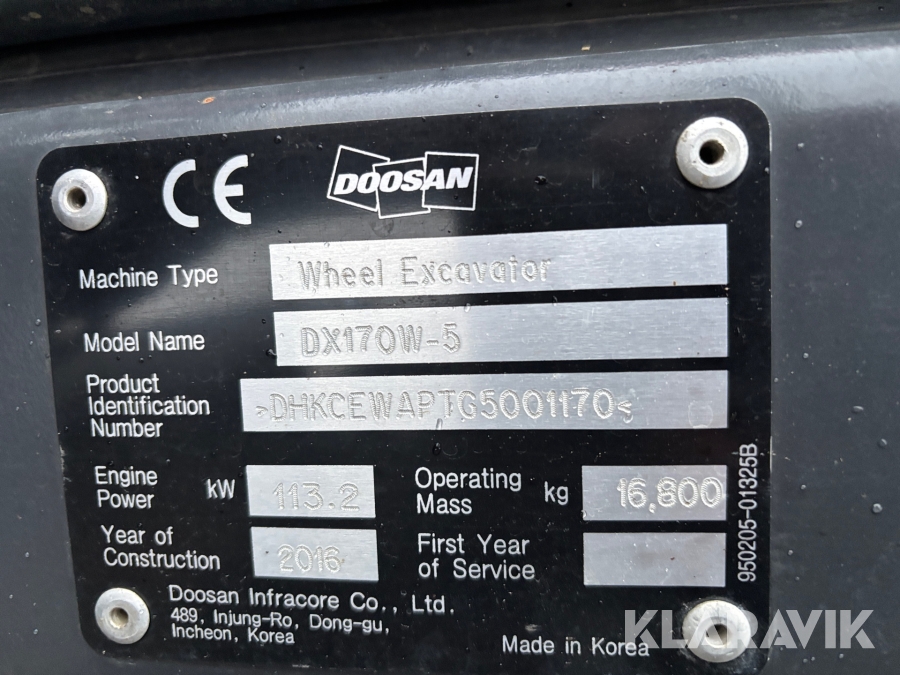 CE
DOOSAN
Machine Type Wheel Excavator
Model Name DX170W-5
Product
Identification
Number
>DHKCEWAPTG5001170<
Engine
Power
kW 113.2
Operating
Mass
kg 16,800
Year of
Construction
2016
First Year
of Service
Doosan Infracore Co., Ltd.
489, Injung-Ro, Dong-gu,
Incheon, Korea
Made in Korea
950205-01325B
KLARAVIK